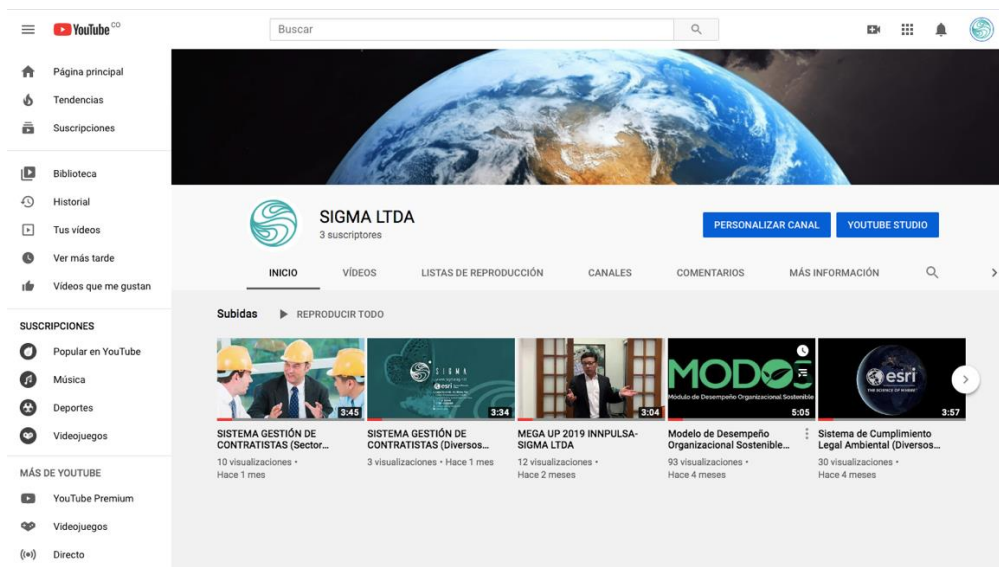 YouTube CO
Buscar
Página principal
Tendencias
Suscripciones
Biblioteca
Historial
Tus vídeos
Ver más tarde
Vídeos que me gustan
SUSCRIPCIONES
Popular en YouTube
Música
Deportes
Videojuegos
MÁS DE YOUTUBE
YouTube Premium
Videojuegos
Directo
SIGMA LTDA
3 suscriptores
PERSONALIZAR CANAL
YOUTUBE STUDIO
INICIO
VÍDEOS
LISTAS DE REPRODUCCIÓN
CANALES
COMENTARIOS
MÁS INFORMACIÓN
Subidas
REPRODUCIR TODO
3:45
SISTEMA GESTIÓN DE
CONTRATISTAS (Sector...
10 visualizaciones •
Hace 1 mes
SIGMA
esri
3:34
SISTEMA GESTIÓN DE
CONTRATISTAS (Diversos...
3 visualizaciones • Hace 1 mes
3:04
MEGA UP 2019 INNPULSA-
SIGMA LTDA
12 visualizaciones •
Hace 2 meses
MODOS
Módulo de Desempeño Organizacional Sostenible
5:05
Modelo de Desempeño
Organizacional Sostenible...
93 visualizaciones •
Hace 4 meses
esri
THE SCIENCE OF WHERE
3:57
Sistema de Cumplimiento
Legal Ambiental (Diversos...
30 visualizaciones •
Hace 4 meses